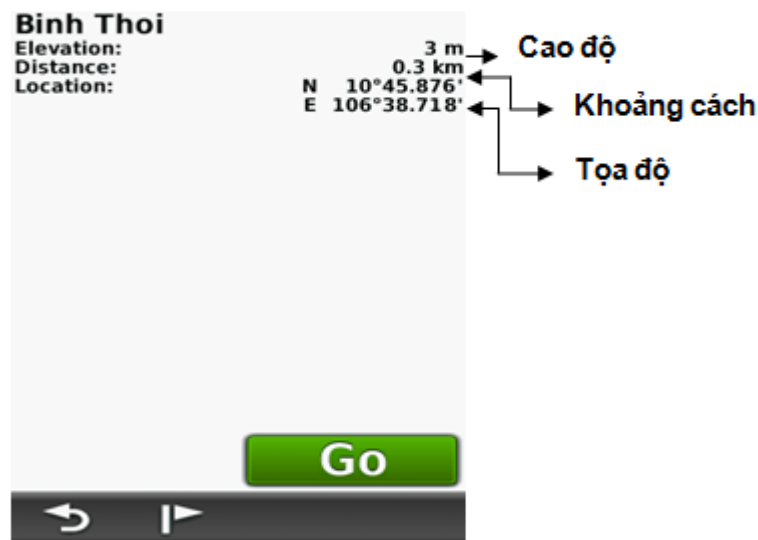 Binh Thoi
Elevation: 3 m
Distance: 0.3 km
Location: N 10°45.876'
E 106°38.718'
Cao độ
Khoảng cách
Tọa độ
Go